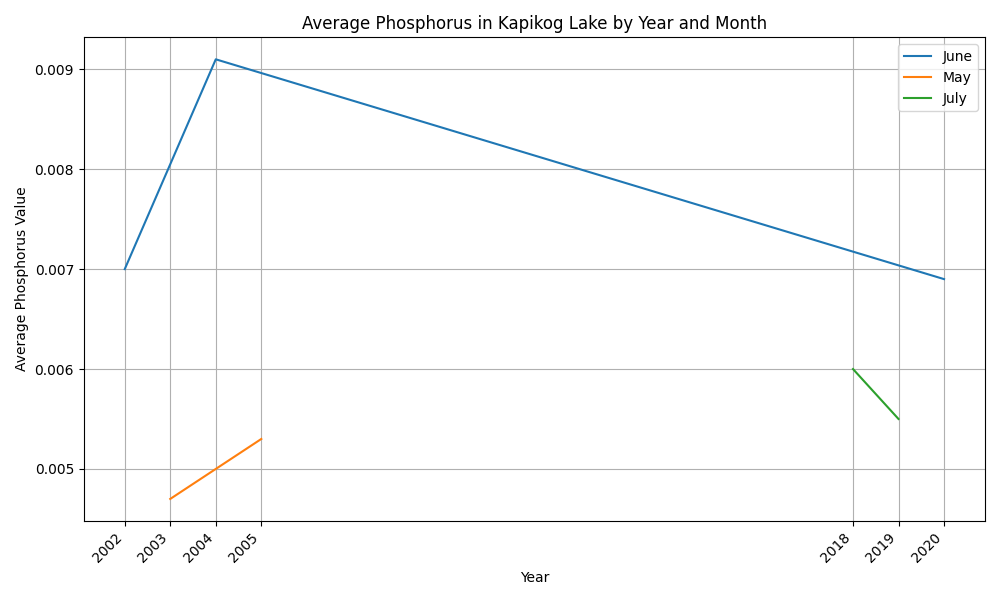 Average Phosphorus in Kapikog Lake by Year and Month
June
May
July
0.009
0.008
0.007
0.006
0.005
Average Phosphorus Value
2002
2003
2004
2005
2018
2019
2020
Year